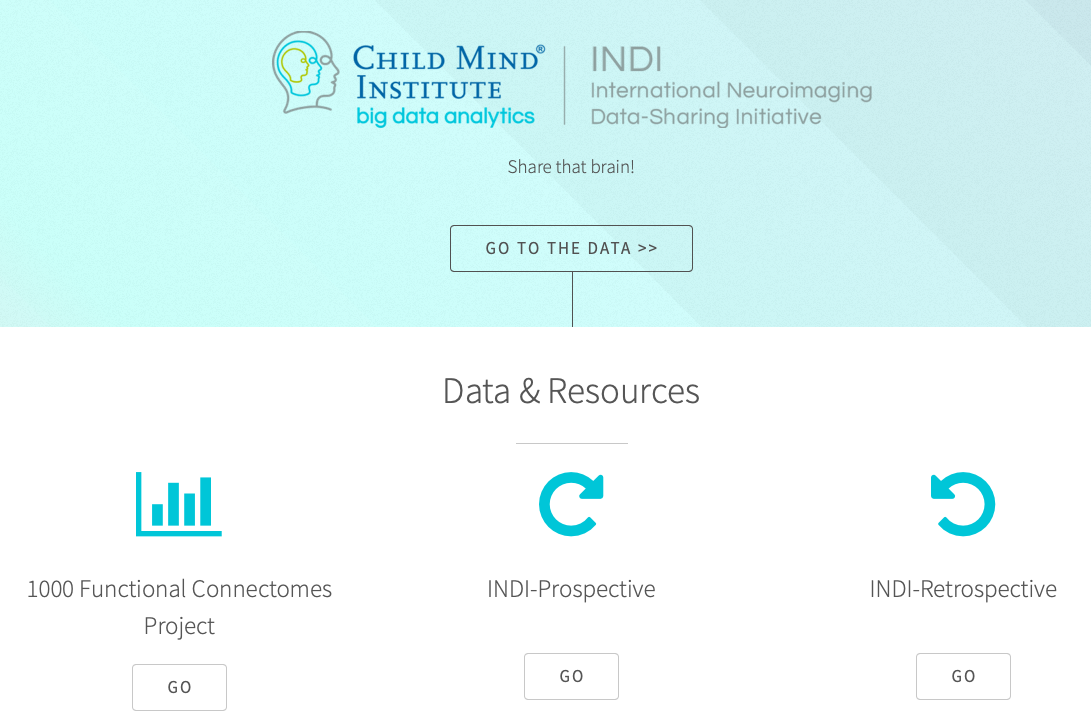 CHILD MIND®
INSTITUTE
big data analytics
INDI
International Neuroimaging
Data-Sharing Initiative
Share that brain!
GO TO THE DATA >>
Data & Resources
1000 Functional Connectomes
Project
GO
INDI-Prospective
GO
INDI-Retrospective
GO